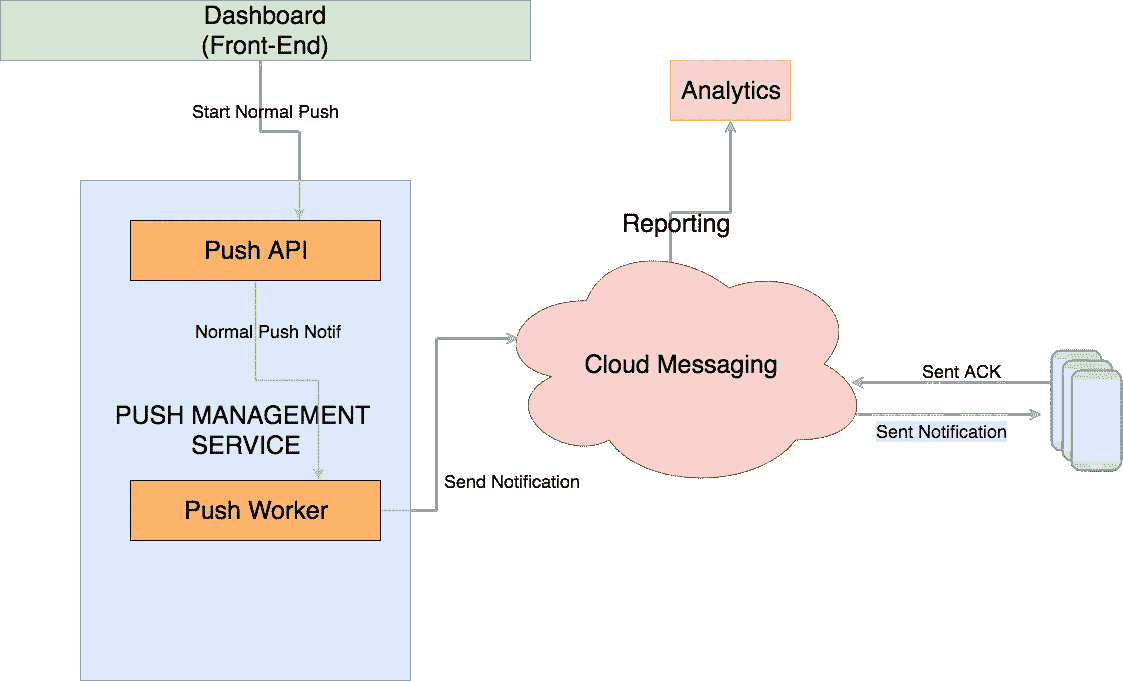 Dashboard
(Front-End)
Start Normal Push
Analytics
Reporting
Push API
Normal Push Notif
Cloud Messaging
Sent ACK
PUSH MANAGEMENT
SERVICE
Sent Notification
Send Notification
Push Worker